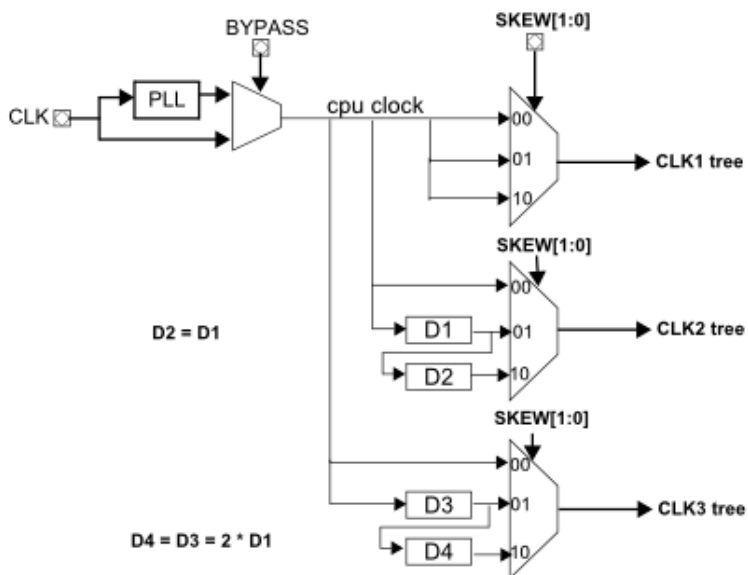 BYPASS
SKEW[1:0]
CLK
PLL
cpu clock
00
01
10
CLK1 tree
SKEW[1:0]
00
D2 = D1
D1
01
CLK2 tree
D2
10
SKEW[1:0]
00
D3
01
CLK3 tree
D4 = D3 = 2 * D1
D4
10